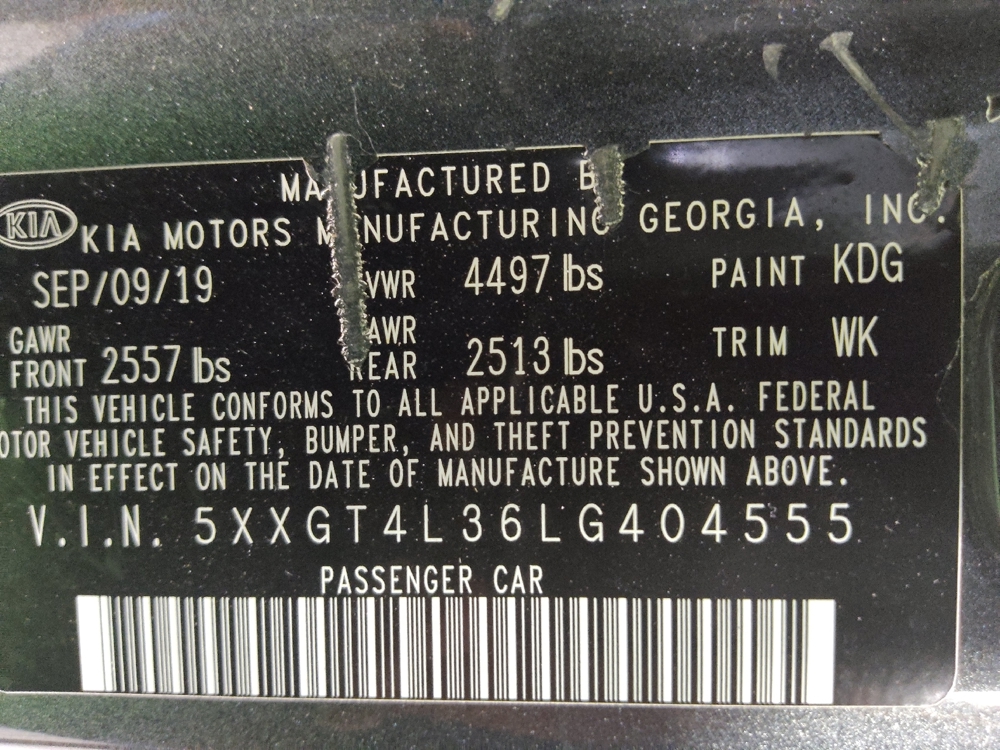 MANUFACTURED BY
KIA KIA MOTORS MANUFACTURING GEORGIA, INC.
SEP/09/19 GVWR 4497 lbs PAINT KDG
GAWR FRONT 2557 lbs GAWR REAR 2513 lbs TRIM WK
THIS VEHICLE CONFORMS TO ALL APPLICABLE U.S.A. FEDERAL
MOTOR VEHICLE SAFETY, BUMPER, AND THEFT PREVENTION STANDARDS
IN EFFECT ON THE DATE OF MANUFACTURE SHOWN ABOVE.
V.I.N. 5XXGT4L36LG404555
PASSENGER CAR